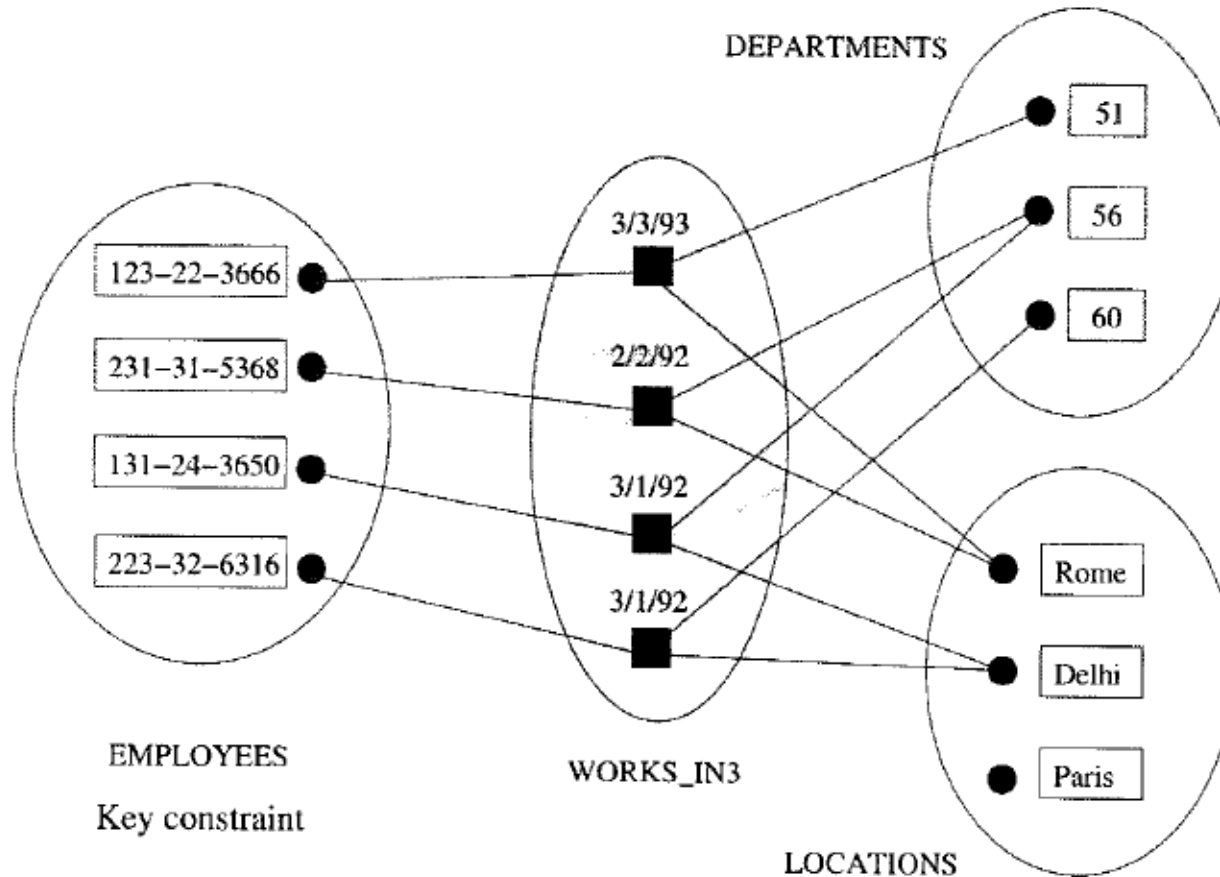 DEPARTMENTS
51
56
60
3/3/93
2/2/92
3/1/92
3/1/92
123-22-3666
231-31-5368
131-24-3650
223-32-6316
Rome
Delhi
Paris
EMPLOYEES
Key constraint
WORKS_IN3
LOCATIONS